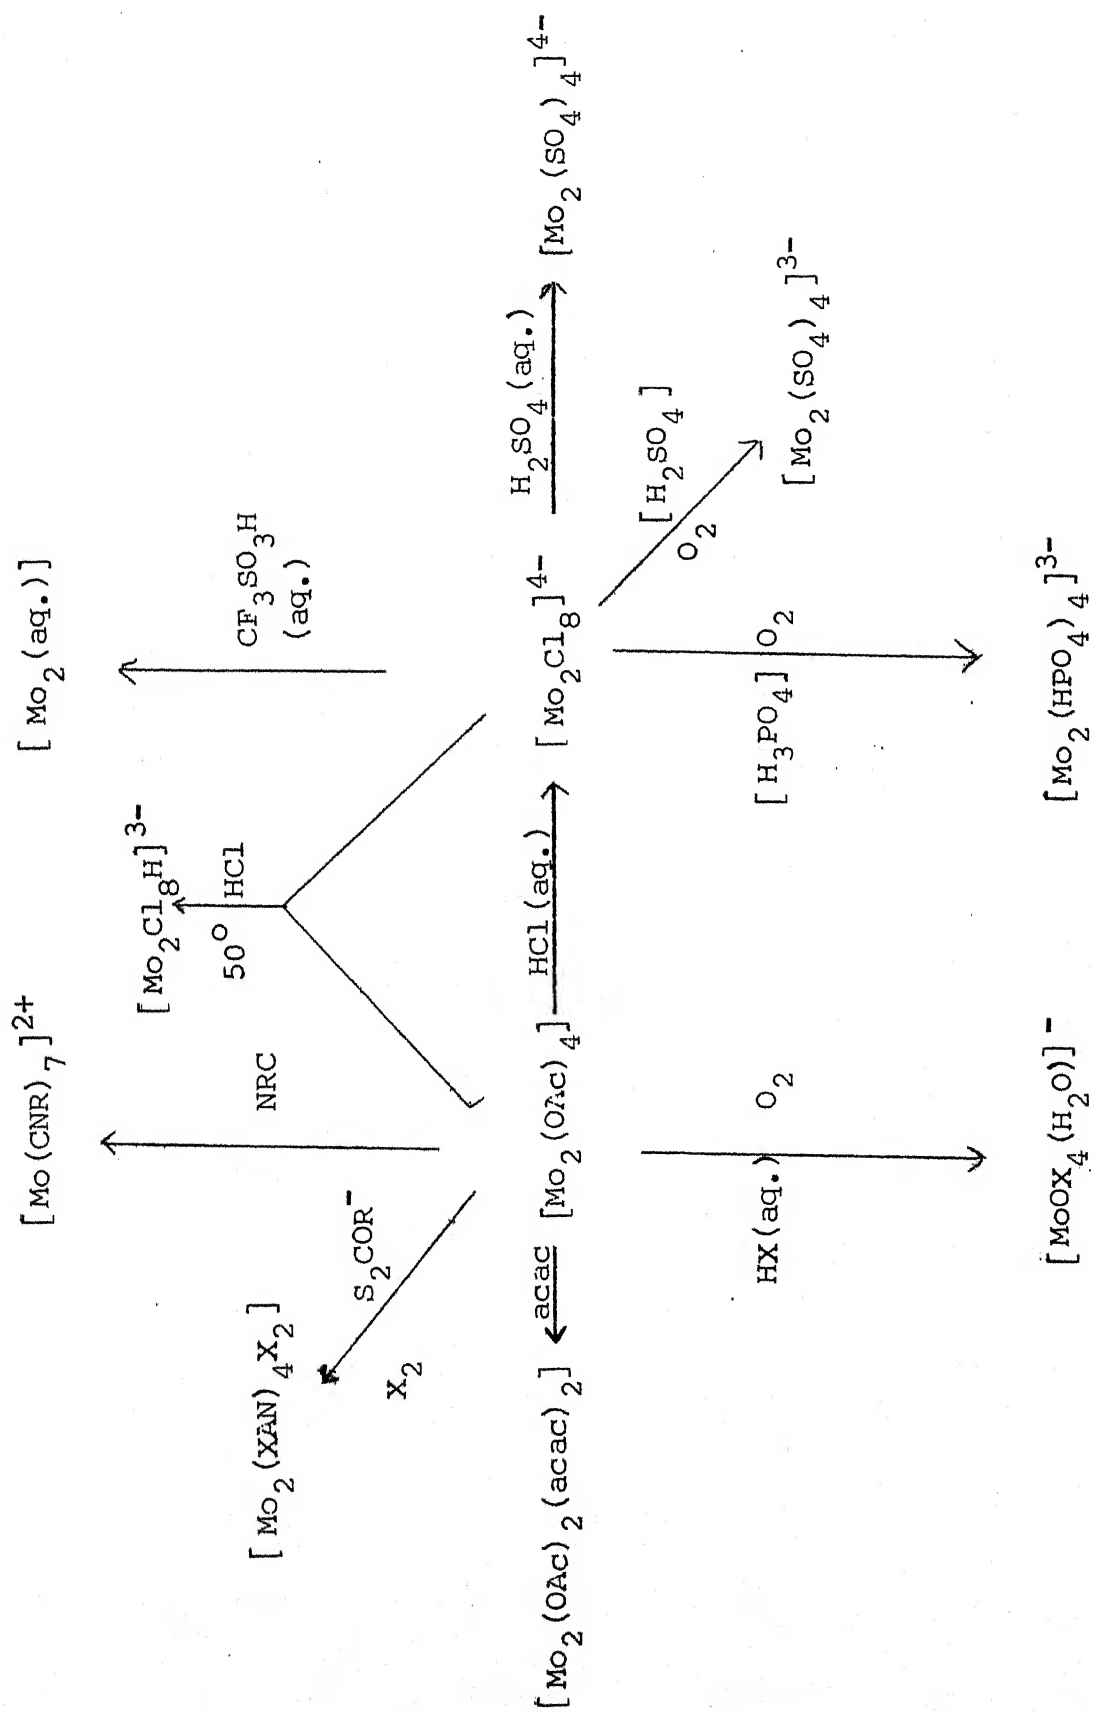 [Mo(CNR)₇]²⁺
[Mo₂(aq.)]
[Mo₂Cl₈H]³⁻
50° HCl
CF₃SO₃H
(aq.)
NRC
[Mo₂(XAN)₄X₂]
S₂COR⁻
X₂
[Mo₂(OAc)₂(acac)₂] acac [Mo₂(OAc)₄] HCl(aq.) [Mo₂Cl₈]⁴⁻ H₂SO₄(aq.) [Mo₂(SO₄)₄]⁴⁻
[H₂SO₄]
O₂
HX(aq.) O₂
[H₃PO₄] O₂
[Mo₂(SO₄)₄]³⁻
[MoOX₄(H₂O)]⁻
[Mo₂(HPO₄)₄]³⁻